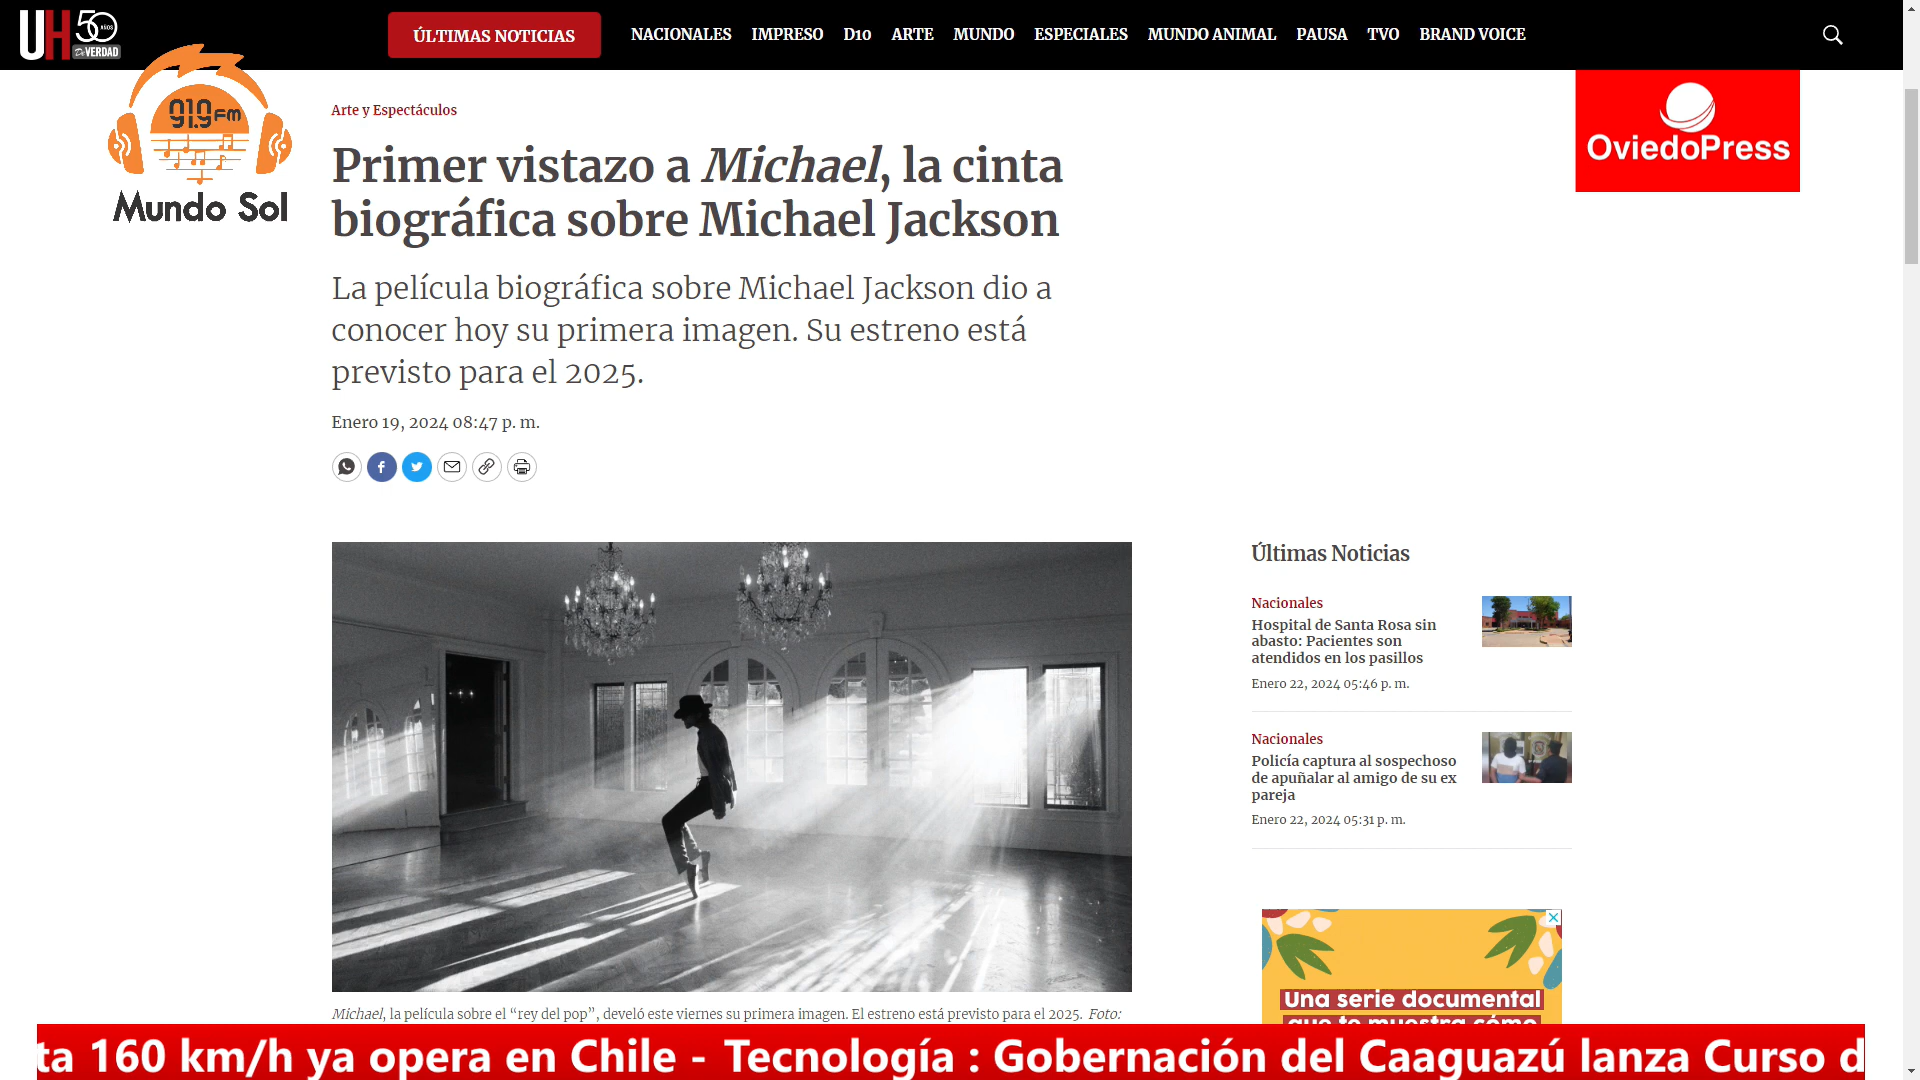 UH 50 AÑOS DE VERDAD
ÚLTIMAS NOTICIAS
NACIONALES IMPRESO D10 ARTE MUNDO ESPECIALES MUNDO ANIMAL PAUSA TVO BRAND VOICE
91.9 FM
Mundo Sol
OviedoPress
Arte y Espectáculos
Primer vistazo a Michael, la cinta
biográfica sobre Michael Jackson
La película biográfica sobre Michael Jackson dio a
conocer hoy su primera imagen. Su estreno está
previsto para el 2025.
Enero 19, 2024 08:47 p. m.
Michael, la película sobre el “rey del pop”, develó este viernes su primera imagen. El estreno está previsto para el 2025. Foto:
Últimas Noticias
Nacionales
Hospital de Santa Rosa sin
abasto: Pacientes son
atendidos en los pasillos
Enero 22, 2024 05:46 p. m.
Nacionales
Policía captura al sospechoso
de apuñalar al amigo de su ex
pareja
Enero 22, 2024 05:31 p. m.
Una serie documental
que te muestra cómo
ta 160 km/h ya opera en Chile - Tecnología : Gobernación del Caaguazú lanza Curso d